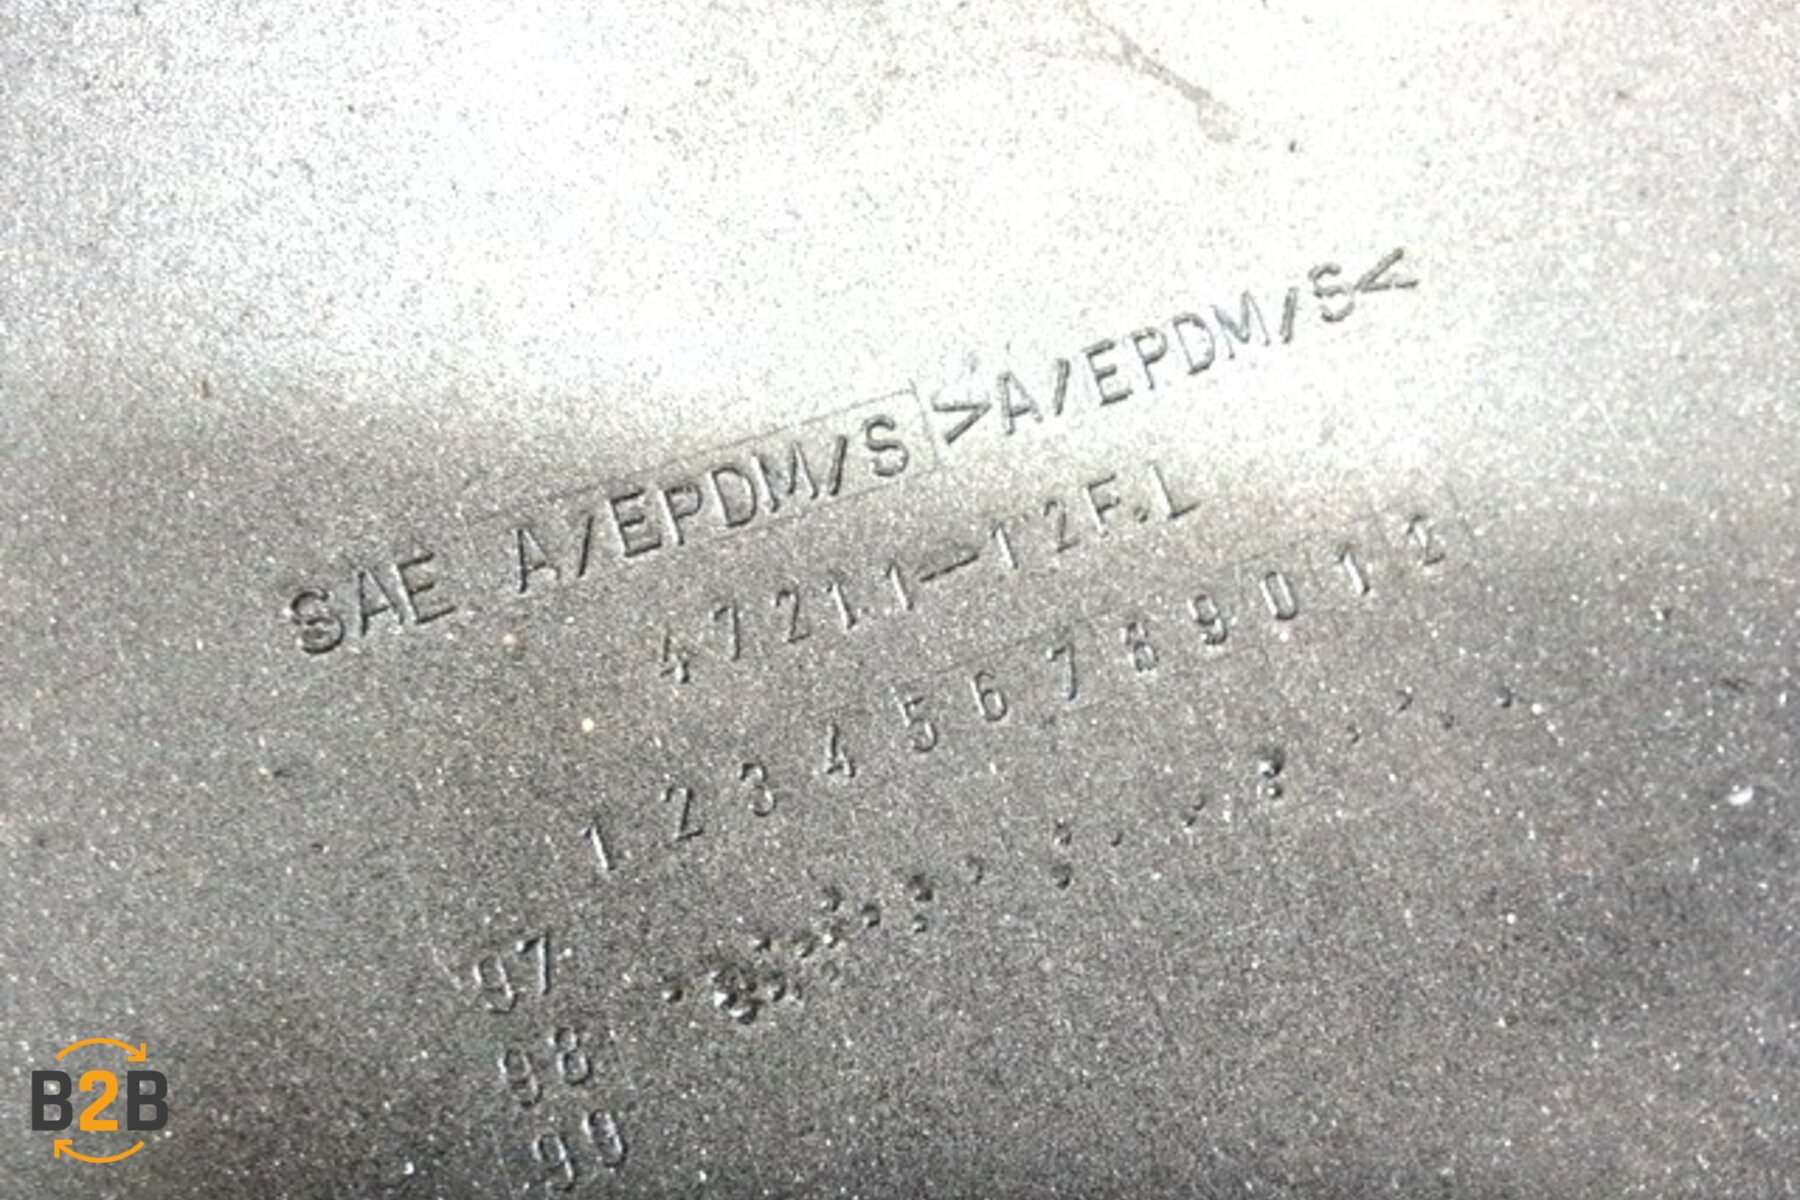 SAE A/EPDM/S >A/EPDM/S<
47211-12F.L
1 2 3 4 5 6 7 8 9 0 1 2
97
98
99
B2B